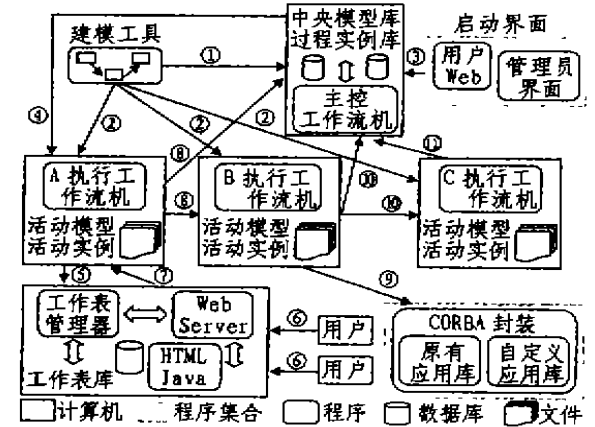 中央模型库
过程实例库
启动界面
建模工具
①
③
用户
Web
管理员
界面
主控
工作流机
④
②
②
②
⑧
⑫
A执行工
作流机
B执行工
作流机
C执行工
作流机
⑧
⑩
⑩
活动模型
活动实例
活动模型
活动实例
活动模型
活动实例
⑤
⑦
⑨
工作表
管理器
Web
Server
⑥
用户
CORBA 封装
HTML
Java
工作表库
⑥
用户
原有
应用库
自定义
应用库
计算机
程序集合
程序
数据库
文件